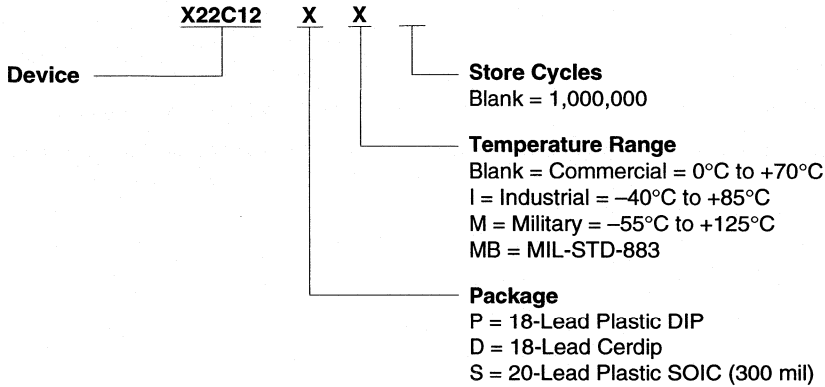 X22C12 X X
Device
Store Cycles
Blank = 1,000,000
Temperature Range
Blank = Commercial = 0°C to +70°C
I = Industrial = –40°C to +85°C
M = Military = –55°C to +125°C
MB = MIL-STD-883
Package
P = 18-Lead Plastic DIP
D = 18-Lead Cerdip
S = 20-Lead Plastic SOIC (300 mil)